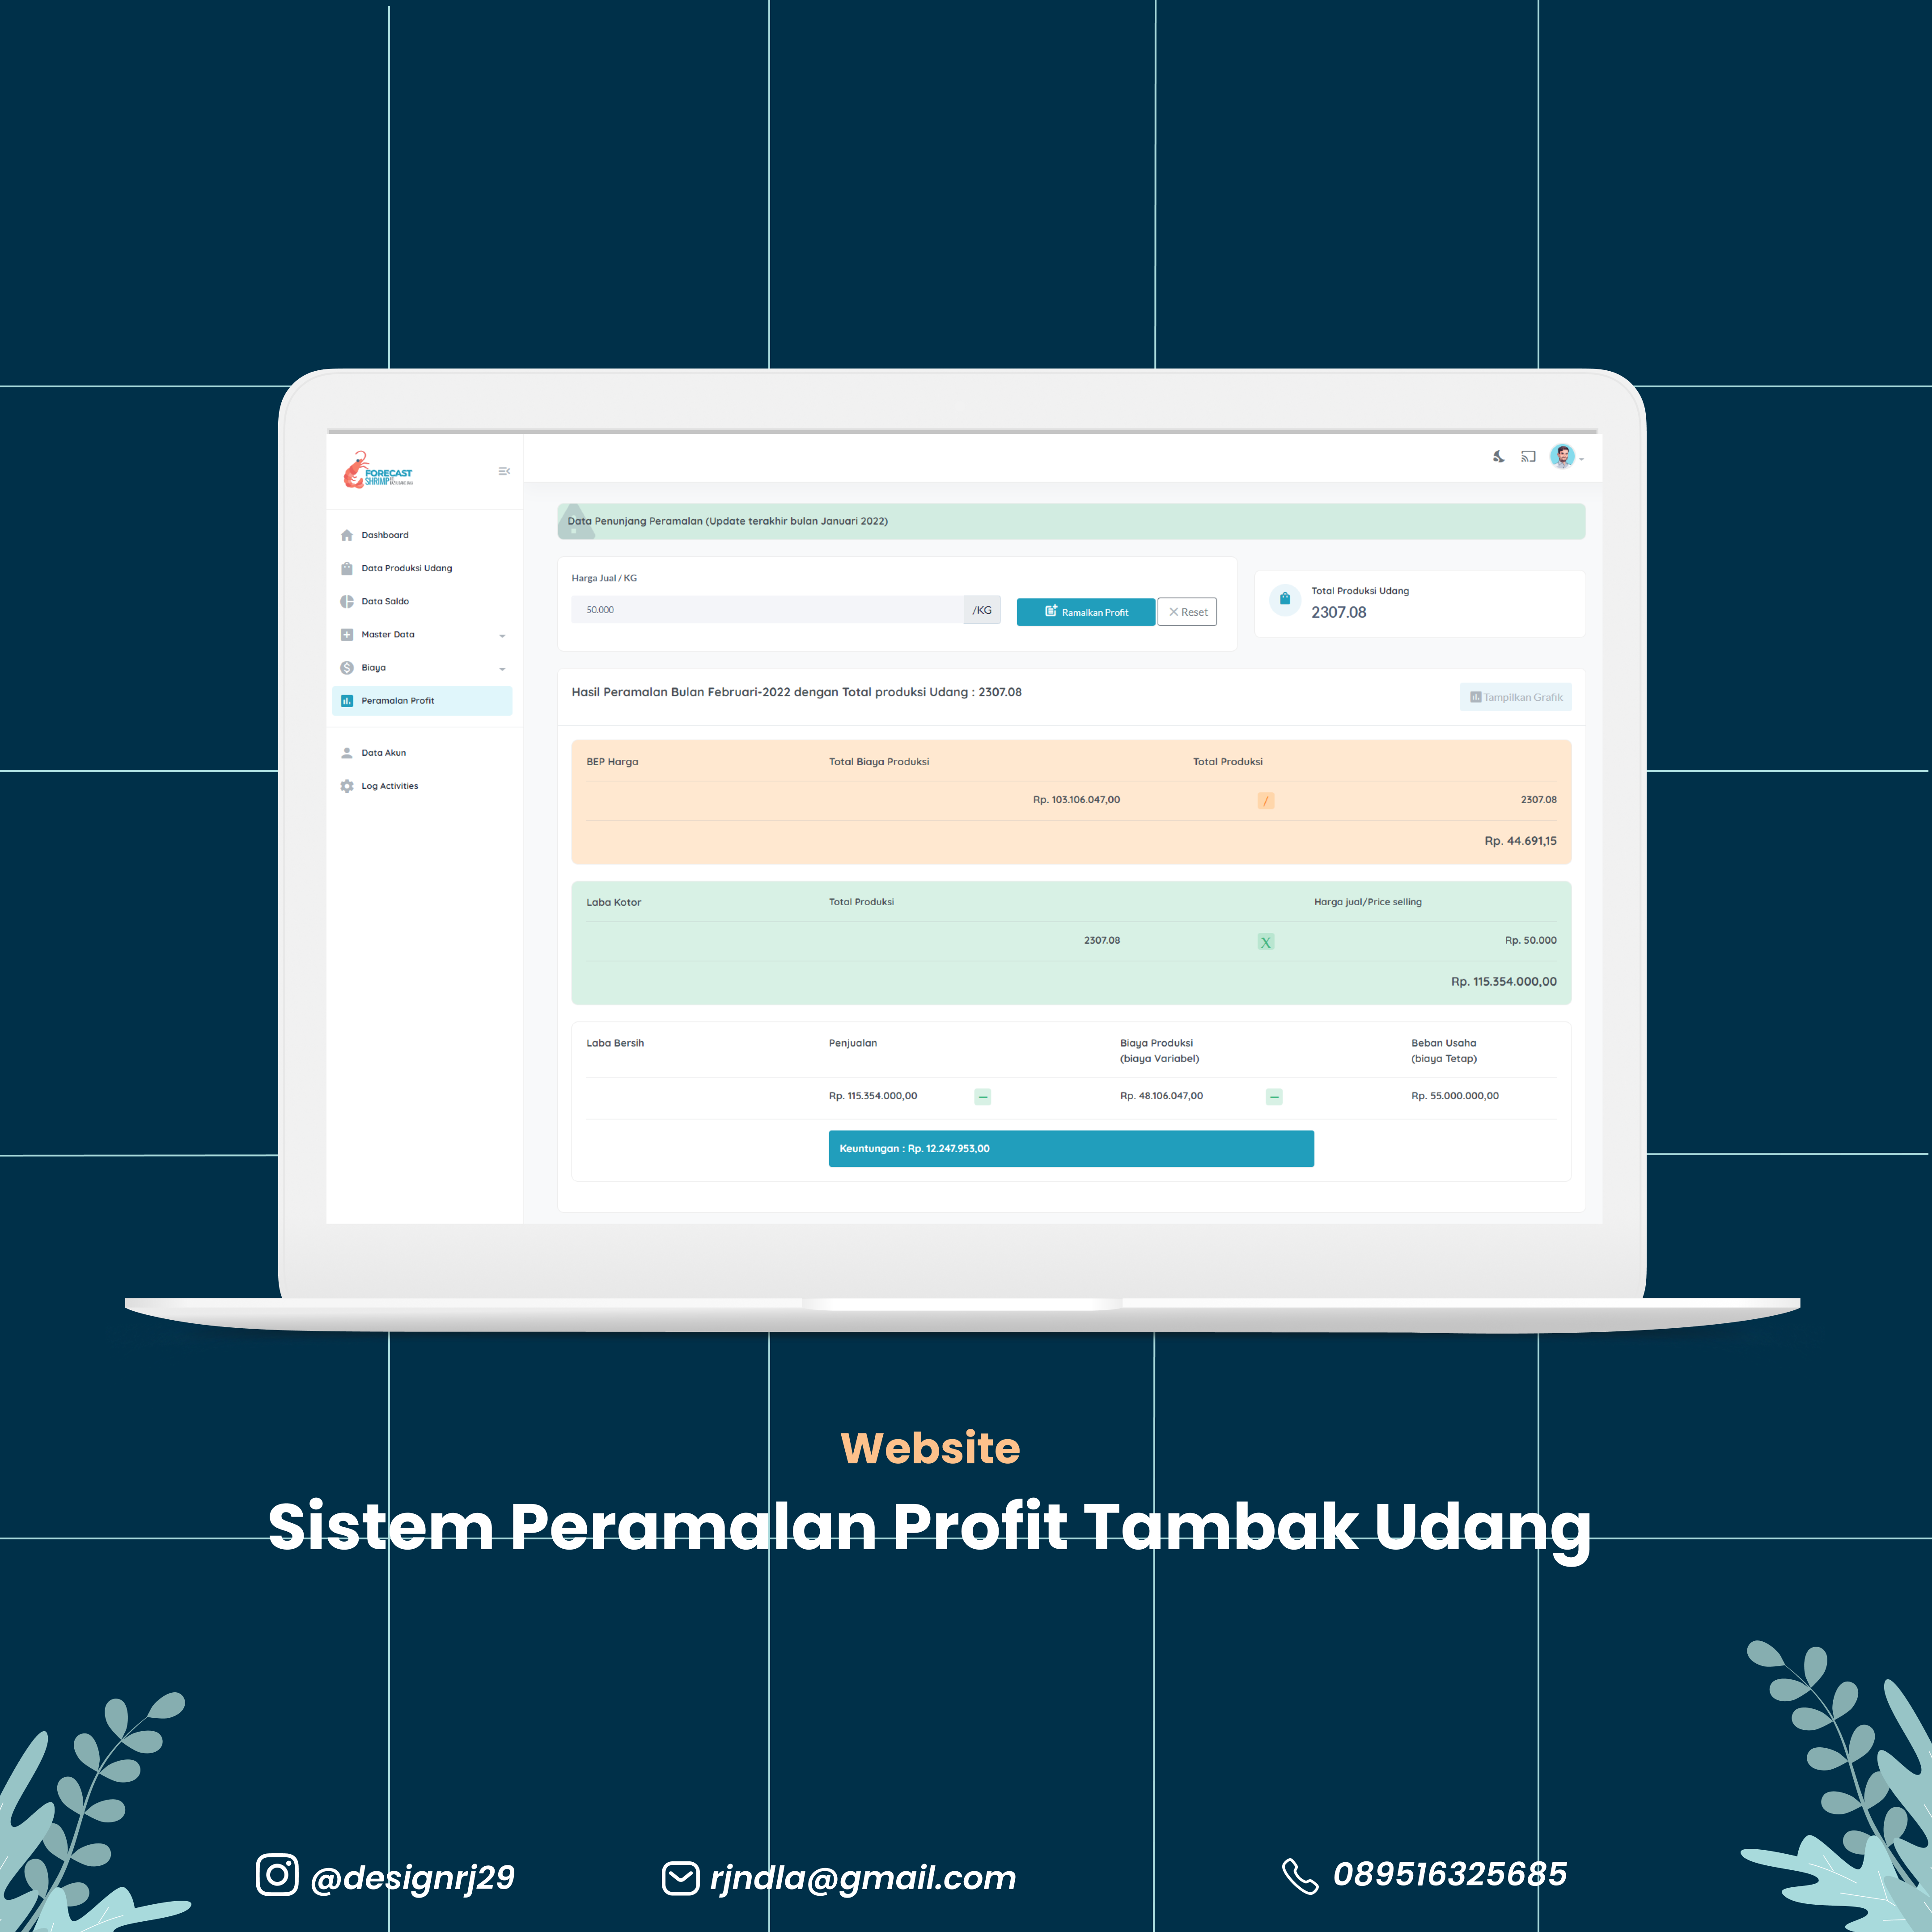 FORECAST
SHRIMP
Dashboard
Data Produksi Udang
Data Saldo
Master Data
Biaya
Peramalan Profit
Data Akun
Log Activities
Data Penunjang Peramalan (Update terakhir bulan Januari 2022)
Harga Jual / KG
50.000 /KG Ramalkan Profit Reset
Total Produksi Udang
2307.08
Hasil Peramalan Bulan Februari-2022 dengan Total produksi Udang : 2307.08
Tampilkan Grafik
BEP Harga Total Biaya Produksi Total Produksi
Rp. 103.106.047,00 / 2307.08
Rp. 44.691,15
Laba Kotor Total Produksi Harga jual/Price selling
2307.08 X Rp. 50.000
Rp. 115.354.000,00
Laba Bersih Penjualan Biaya Produksi Beban Usaha
(biaya Variabel) (biaya Tetap)
Rp. 115.354.000,00 — Rp. 48.106.047,00 — Rp. 55.000.000,00
Keuntungan : Rp. 12.247.953,00
Website
Sistem Peramalan Profit Tambak Udang
@designrj29 rjndla@gmail.com 089516325685